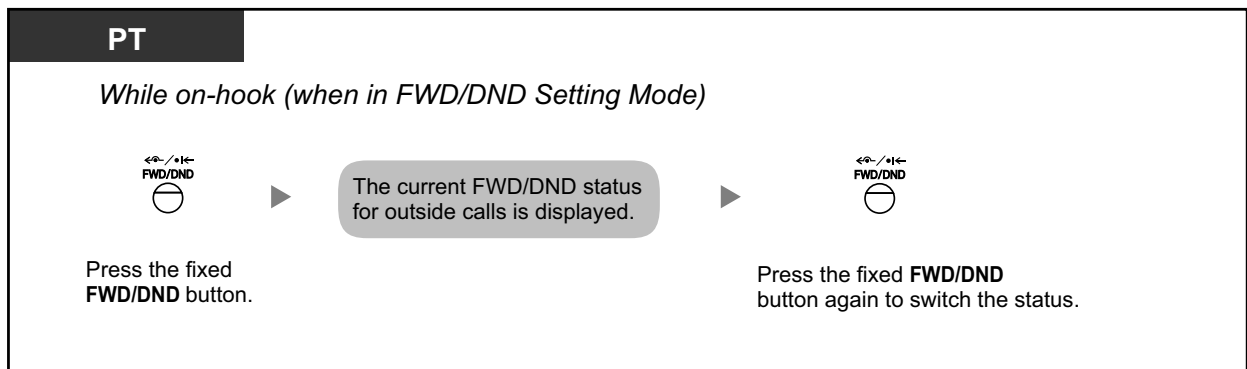 PT
While on-hook (when in FWD/DND Setting Mode)
FWD/DND
The current FWD/DND status
for outside calls is displayed.
FWD/DND
Press the fixed
FWD/DND button.
Press the fixed FWD/DND
button again to switch the status.